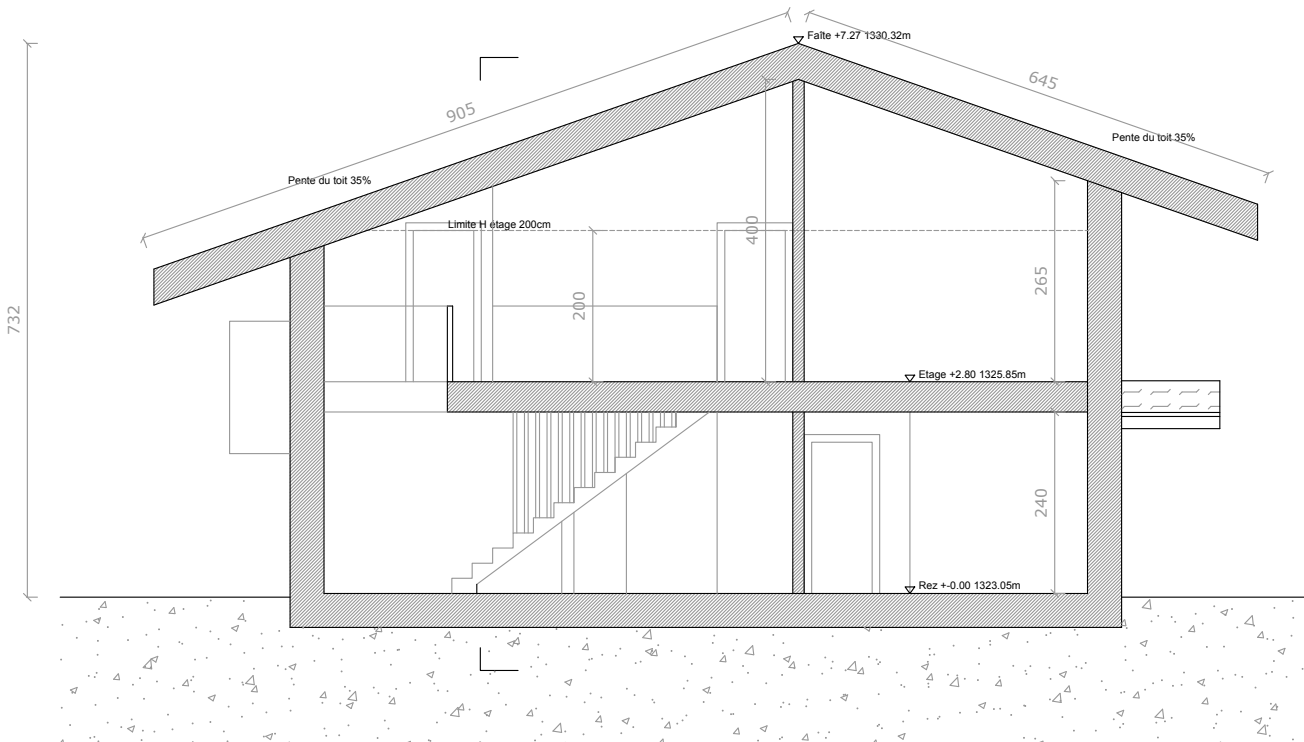 Faîte +7.27 1330.32m
645
905
Pente du toit 35%
Pente du toit 35%
Limite H étage 200cm
400
265
200
732
Etage +2.80 1325.85m
240
Rez +-0.00 1323.05m